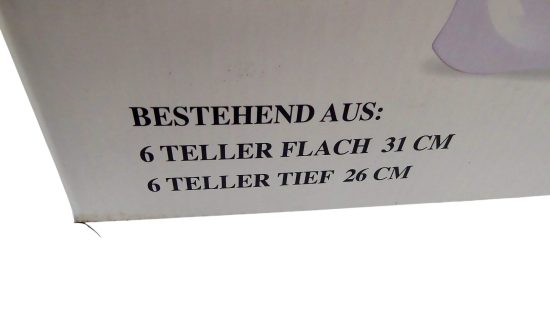 BESTEHEND AUS:
6 TELLER FLACH 31 CM
6 TELLER TIEF 26 CM